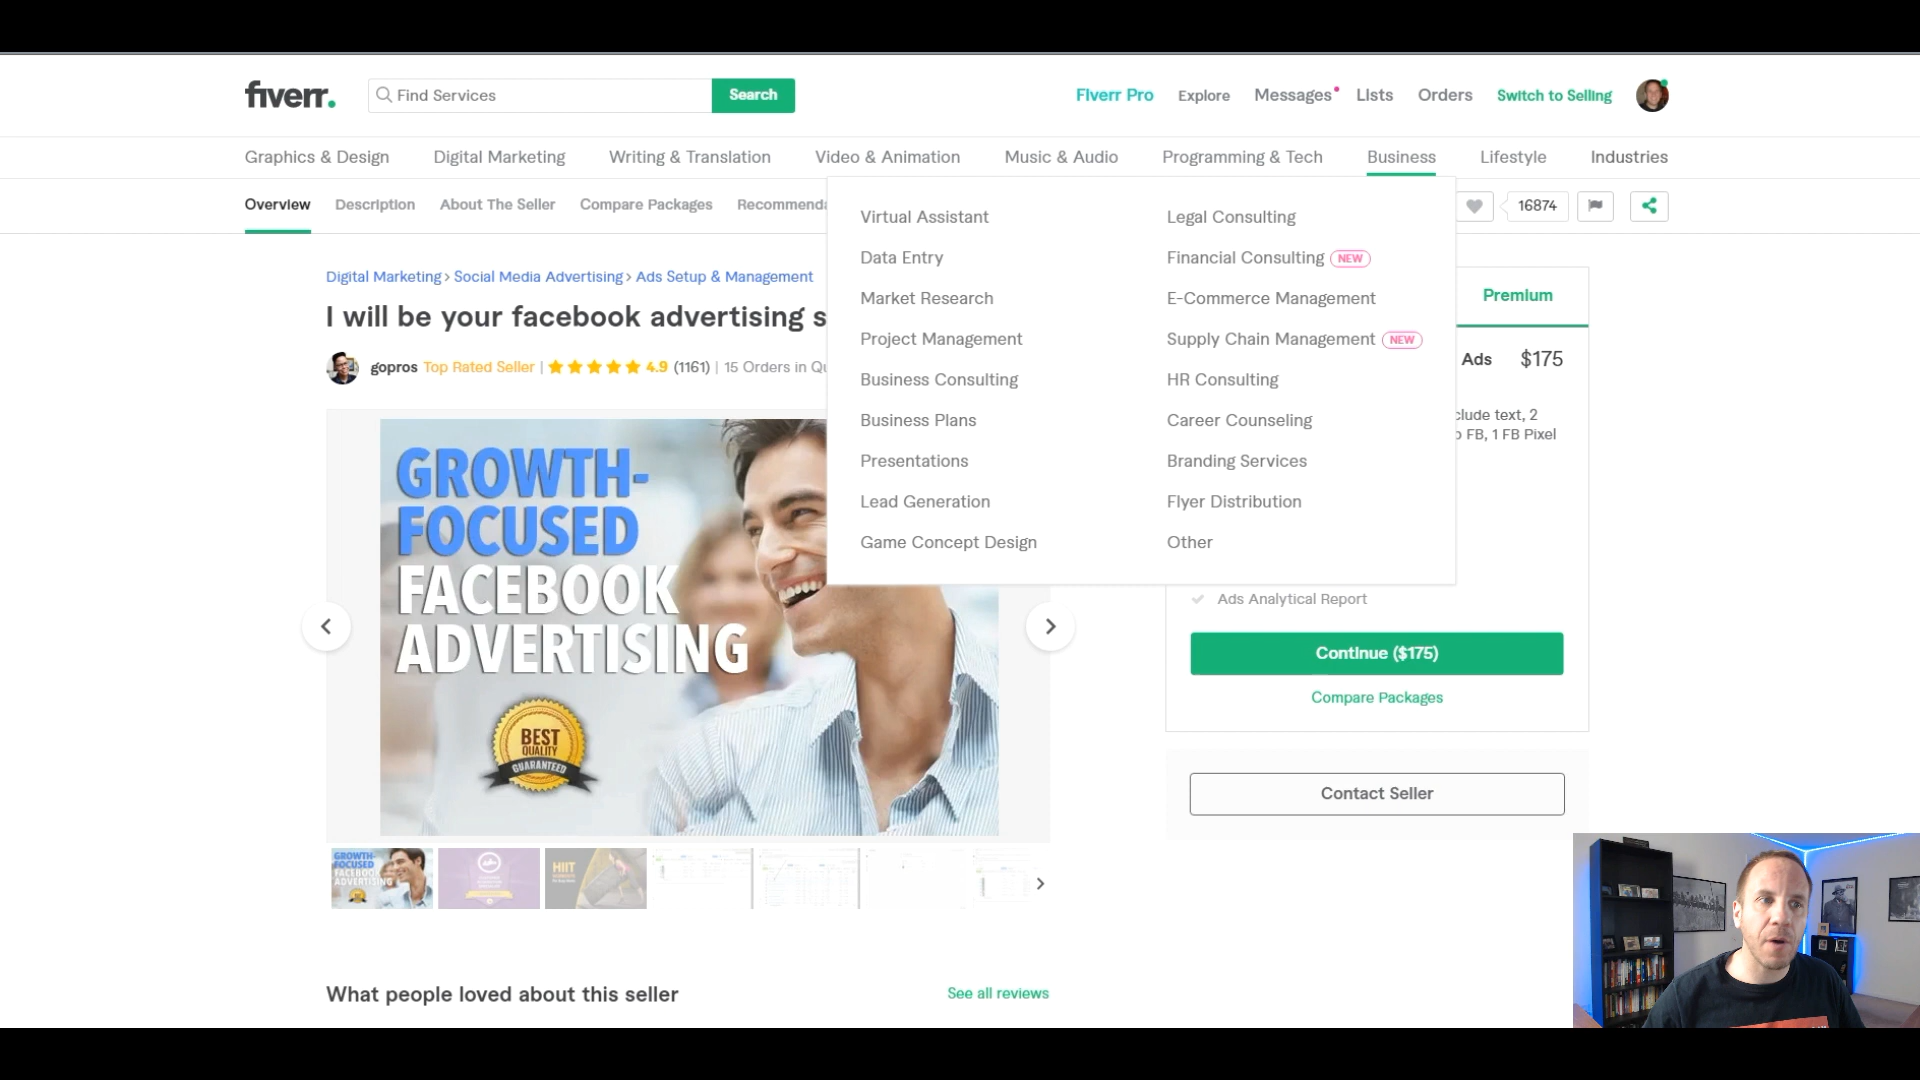 fiverr.
Find Services
Search
Fiverr Pro
Explore
Messages
Lists
Orders
Switch to Selling
Graphics & Design
Digital Marketing
Writing & Translation
Video & Animation
Music & Audio
Programming & Tech
Business
Lifestyle
Industries
Overview
Description
About The Seller
Compare Packages
16874
Virtual Assistant
Data Entry
Market Research
Project Management
Business Consulting
Business Plans
Presentations
Lead Generation
Game Concept Design
Legal Consulting
Financial Consulting NEW
E-Commerce Management
Supply Chain Management NEW
HR Consulting
Career Counseling
Branding Services
Flyer Distribution
Other
Digital Marketing › Social Media Advertising › Ads Setup & Management
I will be your facebook advertising
gopros Top Rated Seller | 4.9 (1161) | 15 Orders in
GROWTH-
FOCUSED
FACEBOOK
ADVERTISING
BEST
QUALITY
GUARANTEED
Premium
Ads $175
text, 2
FB, 1 FB Pixel
Ads Analytical Report
Continue ($175)
Compare Packages
Contact Seller
GROWTH-
FOCUSED
FACEBOOK
ADVERTISING
HIIT
What people loved about this seller
See all reviews